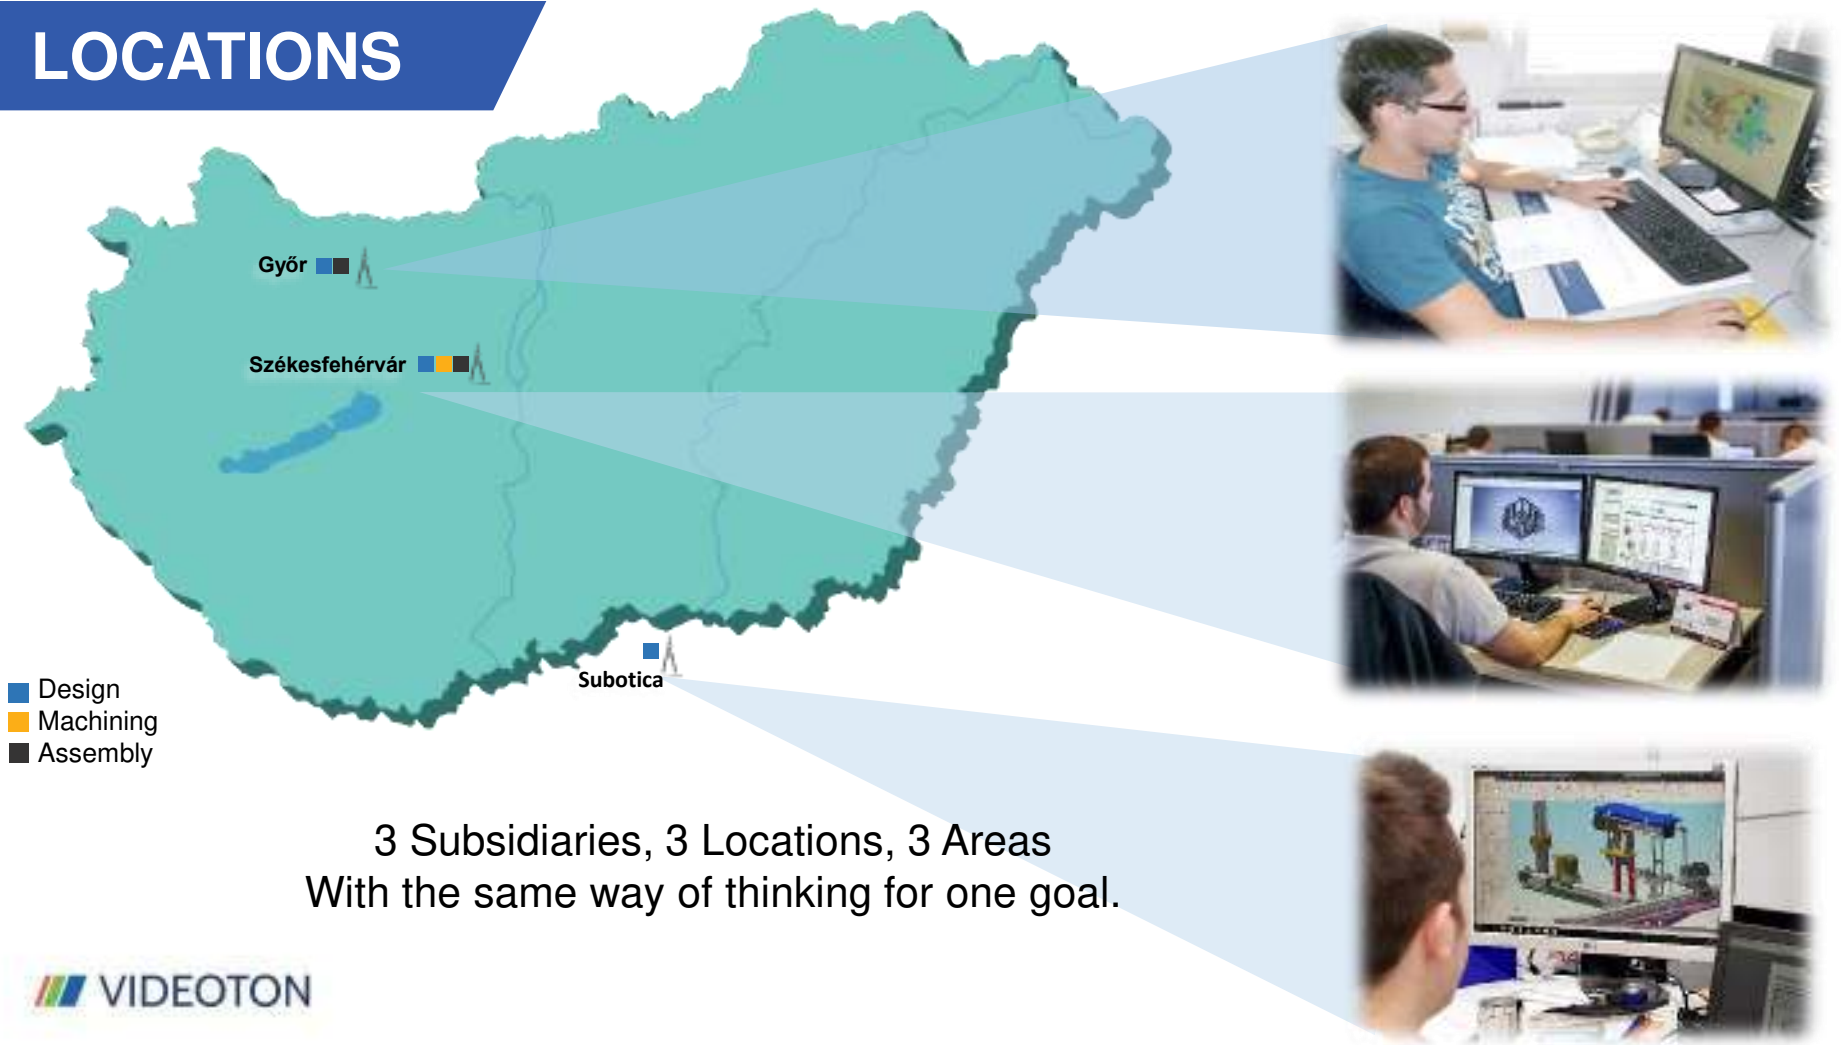 LOCATIONS
Győr
Székesfehérvár
Subotica
Design
Machining
Assembly
3 Subsidiaries, 3 Locations, 3 Areas
With the same way of thinking for one goal.
VIDEOTON